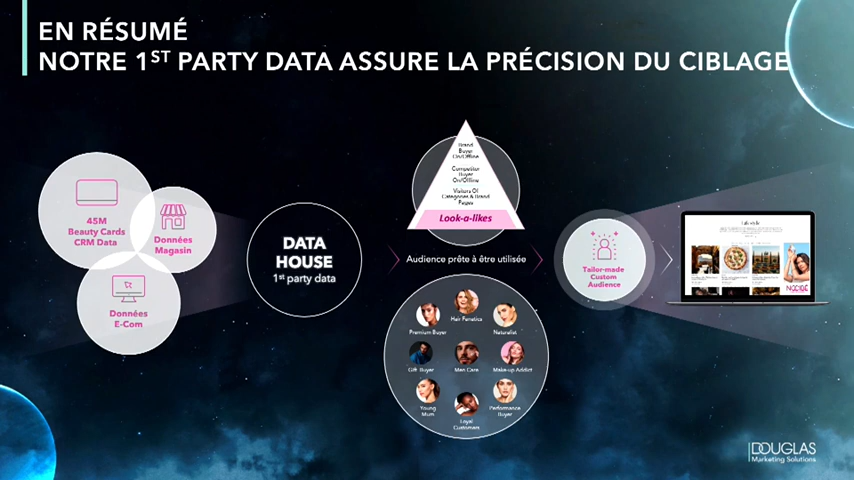 EN RÉSUMÉ
NOTRE 1ST PARTY DATA ASSURE LA PRÉCISION DU CIBLAGE
45M
Beauty Cards
CRM Data
Données
Magasin
Données
E-Com
DATA
HOUSE
1st party data
Brand
Buyer
On/Offline
Competitor
Buyer
On/Offline
Visitors Of
Categories & Brand
Pages
Look-a-likes
Audience prête à être utilisée
Hair Fanatics
Premium Buyer
Naturalist
Gift Buyer
Men Care
Make-up Addict
Young
Mum
Loyal
Customers
Performance
Buyer
Tailor-made
Custom
Audience
DOUGLAS
Marketing Solutions